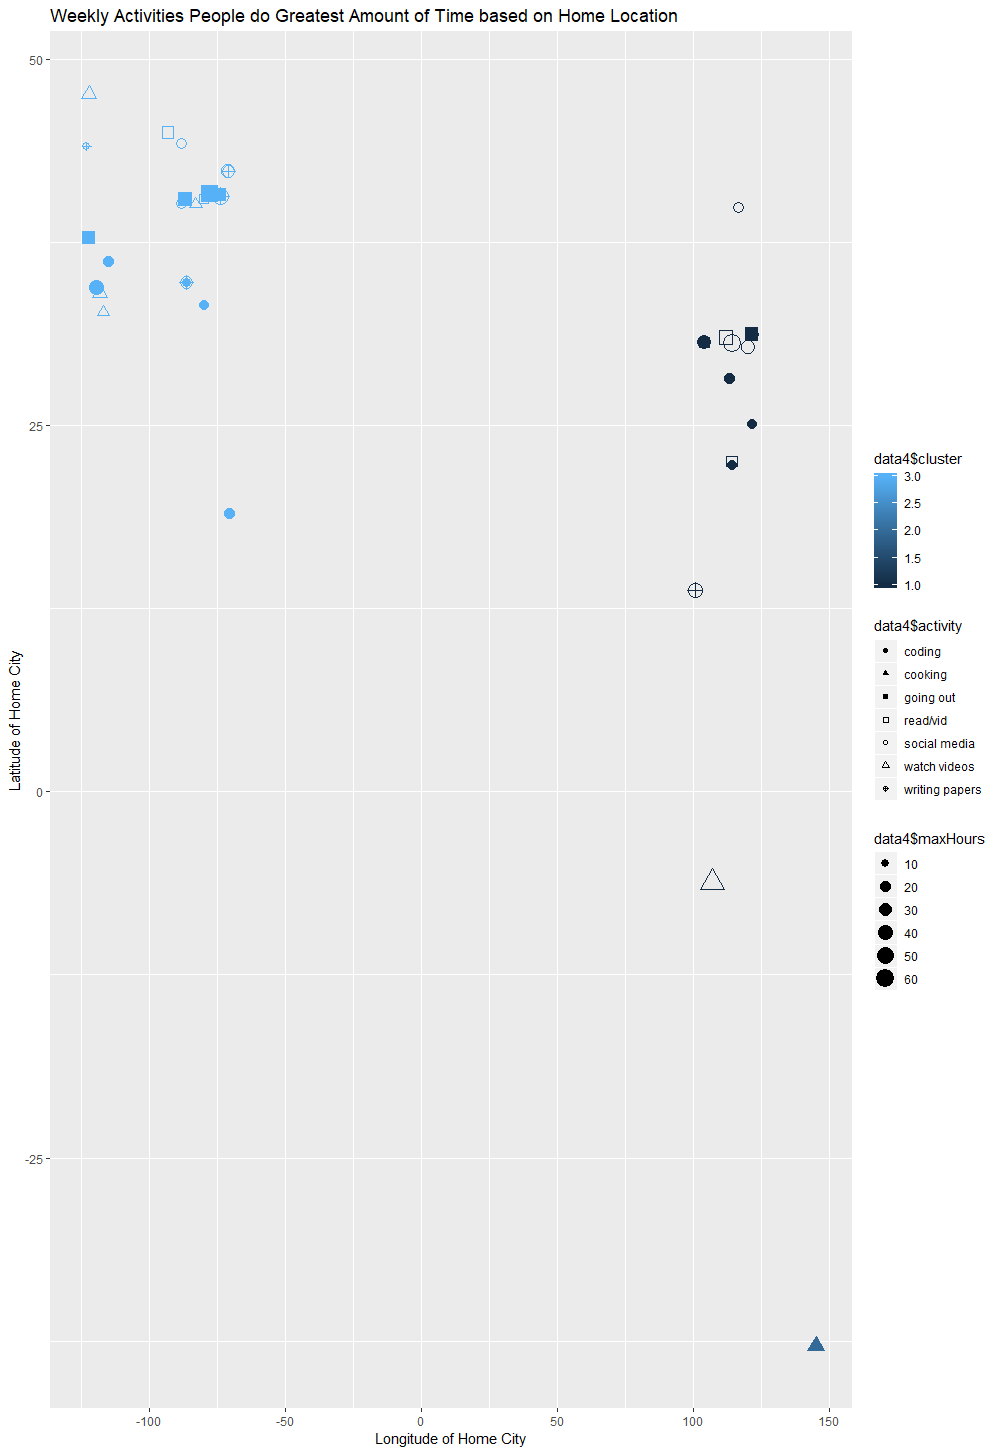 Weekly Activities People do Greatest Amount of Time based on Home Location
50
25
0
-25
Latitude of Home City
-100
-50
0
50
100
150
Longitude of Home City
data4$cluster
3.0
2.5
2.0
1.5
1.0
data4$activity
coding
cooking
going out
read/vid
social media
watch videos
writing papers
data4$maxHours
10
20
30
40
50
60